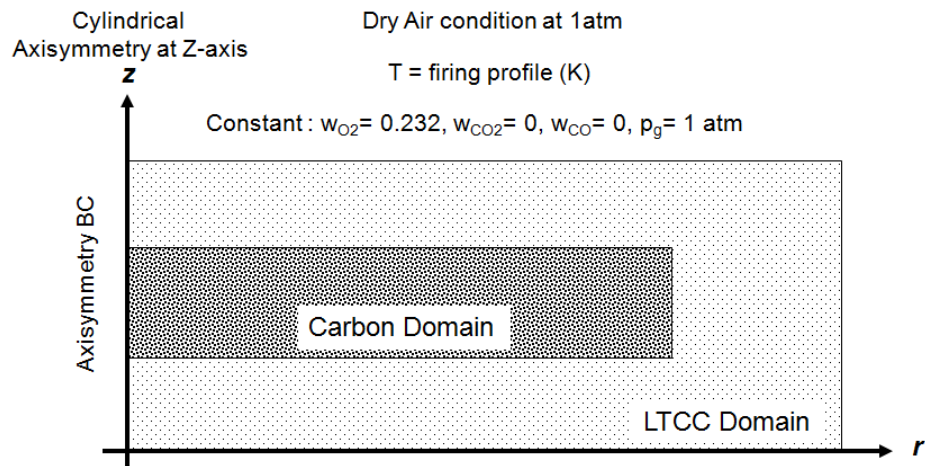 Cylindrical
Axisymmetry at Z-axis
z
Dry Air condition at 1atm
T = firing profile (K)
Constant : wO2= 0.232, wCO2= 0, wCO= 0, pg= 1 atm
Axisymmetry BC
Carbon Domain
LTCC Domain
r